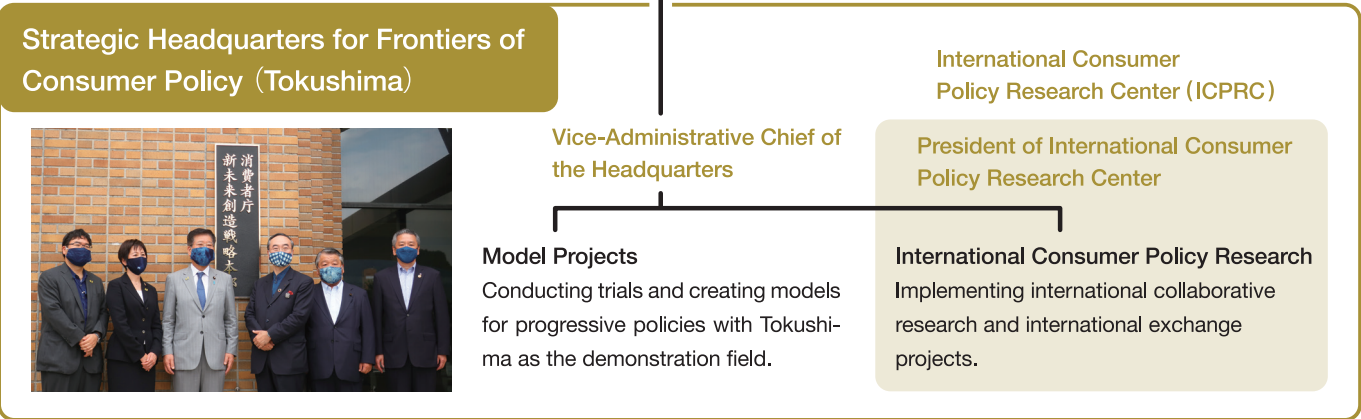 Strategic Headquarters for Frontiers of
Consumer Policy（Tokushima）
消費者庁
新未来創造戦略本部
Vice-Administrative Chief of
the Headquarters
International Consumer
Policy Research Center（ICPRC）
President of International Consumer
Policy Research Center
Model Projects
Conducting trials and creating models
for progressive policies with Tokushi-
ma as the demonstration field.
International Consumer Policy Research
Implementing international collaborative
research and international exchange
projects.